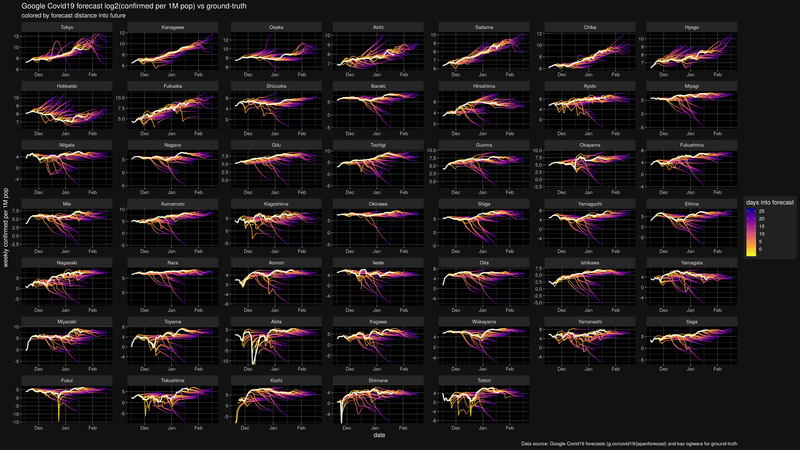 Google Covid19 forecast log2(confirmed per 1M pop) vs ground-truth
colored by forecast distance into future
Tokyo Kanagawa Osaka Aichi Saitama Chiba Hyogo
Hokkaido Fukuoka Shizuoka Ibaraki Hiroshima Kyoto Miyagi
Niigata Nagano Gifu Tochigi Gunma Okayama Fukushima
Mie Kumamoto Kagoshima Okinawa Shiga Yamaguchi Ehime
Nagasaki Nara Aomori Iwate Oita Ishikawa Yamagata
Miyazaki Toyama Akita Kagawa Wakayama Yamanashi Saga
Fukui Tokushima Kochi Shimane Tottori
Dec Jan Feb
weekly confirmed per 1M pop
date
days into forecast
25
20
15
10
5
0
Data source: Google Covid19 forecasts (g.co/covid19/japanforecast) and kaz-ogiwara for ground-truth